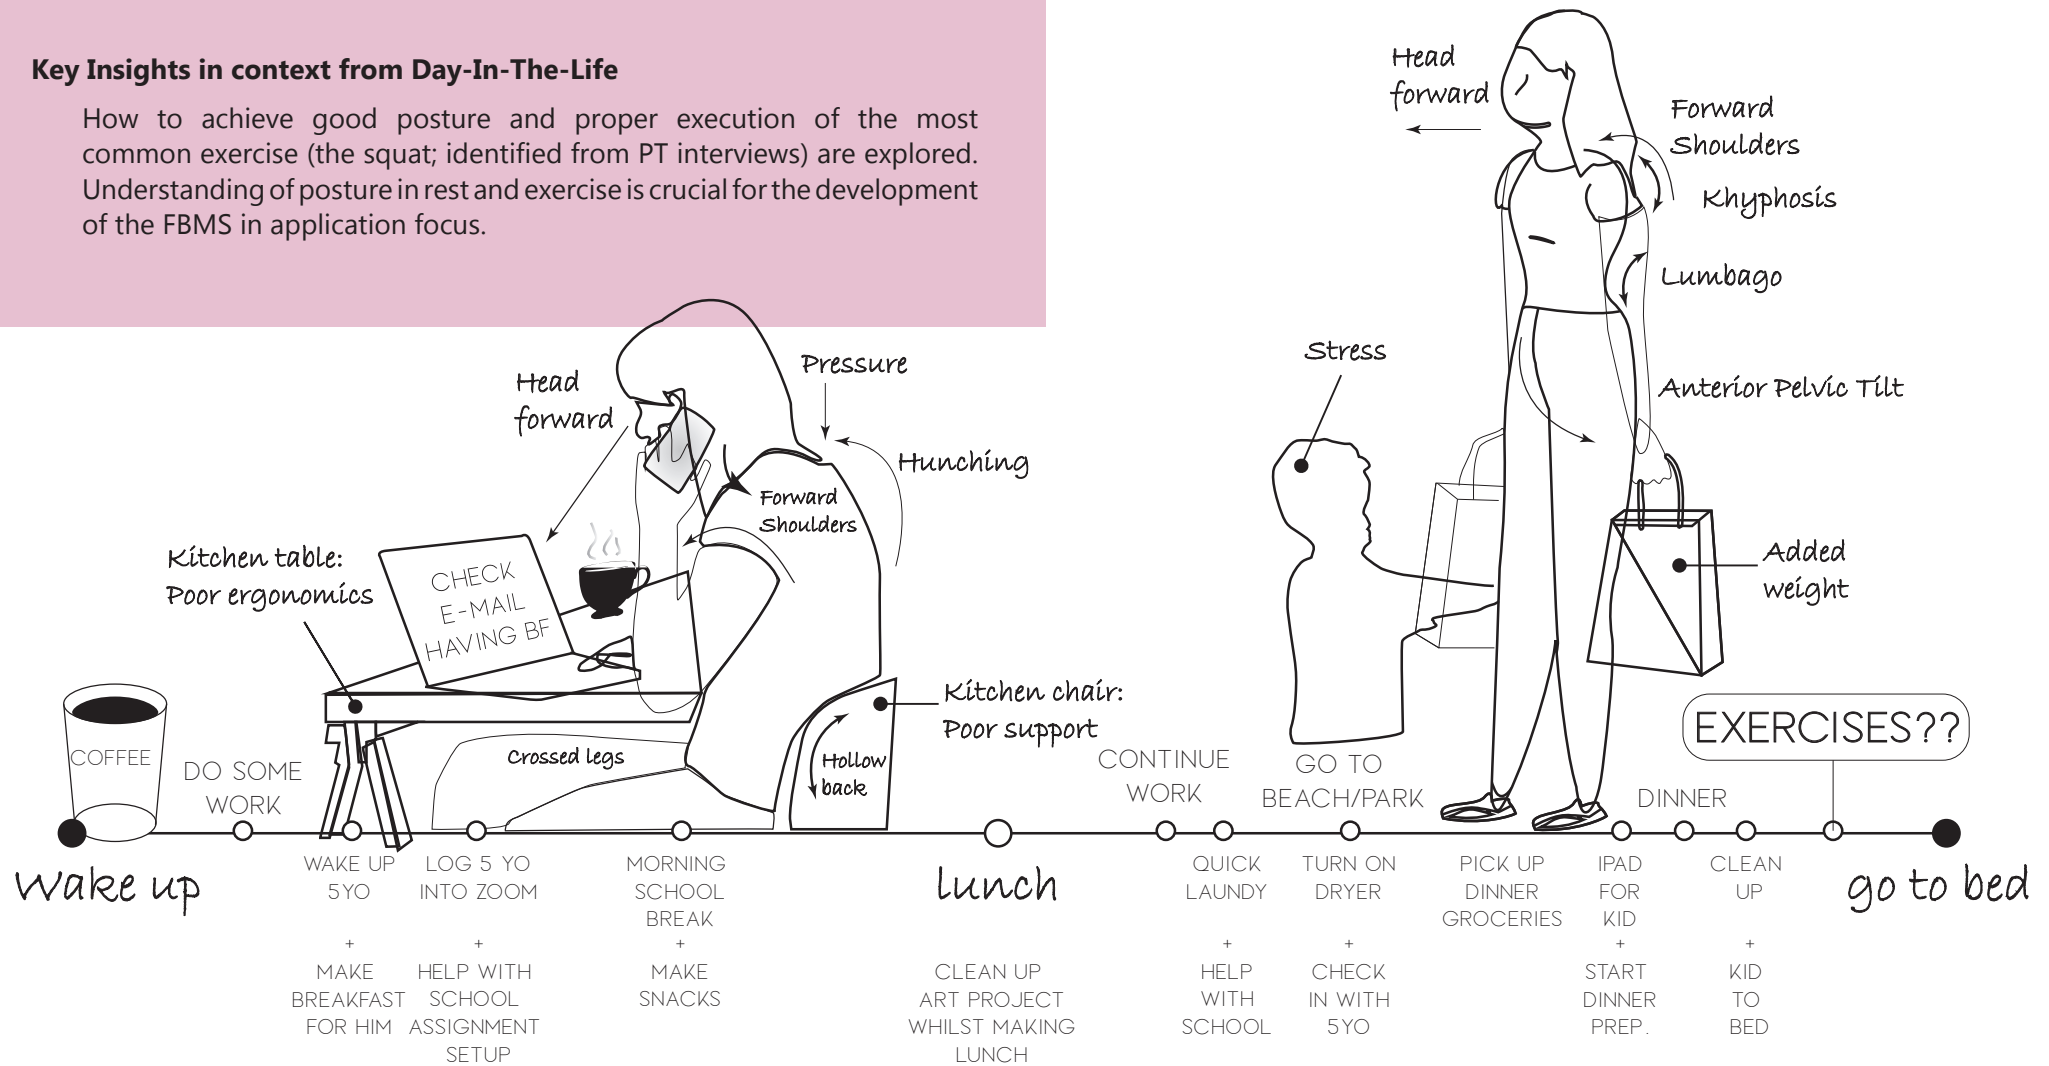 Key Insights in context from Day-In-The-Life
How to achieve good posture and proper execution of the most
common exercise (the squat; identified from PT interviews) are explored.
Understanding of posture in rest and exercise is crucial for the development
of the FBMS in application focus.
Head
forward
Pressure
Hunching
Forward
Shoulders
Kitchen table:
Poor ergonomics
CHECK
E-MAIL
HAVING BF
Kitchen chair:
Poor support
Crossed legs
Hollow
back
COFFEE
Head
forward
Forward
Shoulders
Khyphosis
Lumbago
Anterior Pelvic Tilt
Stress
Added
weight
EXERCISES??
DO SOME
WORK
CONTINUE
WORK
GO TO
BEACH/PARK
DINNER
Wake up
WAKE UP
5YO
+
MAKE
BREAKFAST
FOR HIM
LOG 5 YO
INTO ZOOM
+
HELP WITH
SCHOOL
ASSIGNMENT
SETUP
MORNING
SCHOOL
BREAK
+
MAKE
SNACKS
lunch
CLEAN UP
ART PROJECT
WHILST MAKING
LUNCH
QUICK
LAUNDY
+
HELP
WITH
SCHOOL
TURN ON
DRYER
+
CHECK
IN WITH
5YO
PICK UP
DINNER
GROCERIES
IPAD
FOR
KID
+
START
DINNER
PREP.
CLEAN
UP
+
KID
TO
BED
go to bed